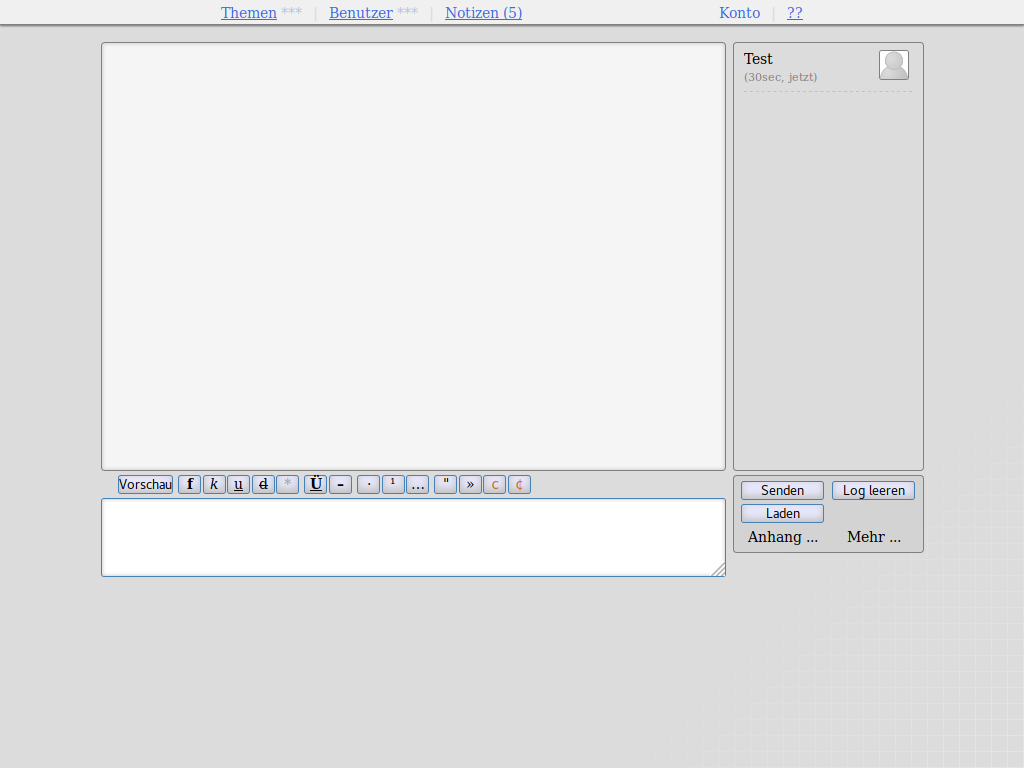 Themen *** | Benutzer *** | Notizen (5) Konto | ??
Test
(30sec, jetzt)
Vorschau f k u d * Ü - · ¹ ... " » c ¢
Senden Log leeren
Laden
Anhang ... Mehr ...